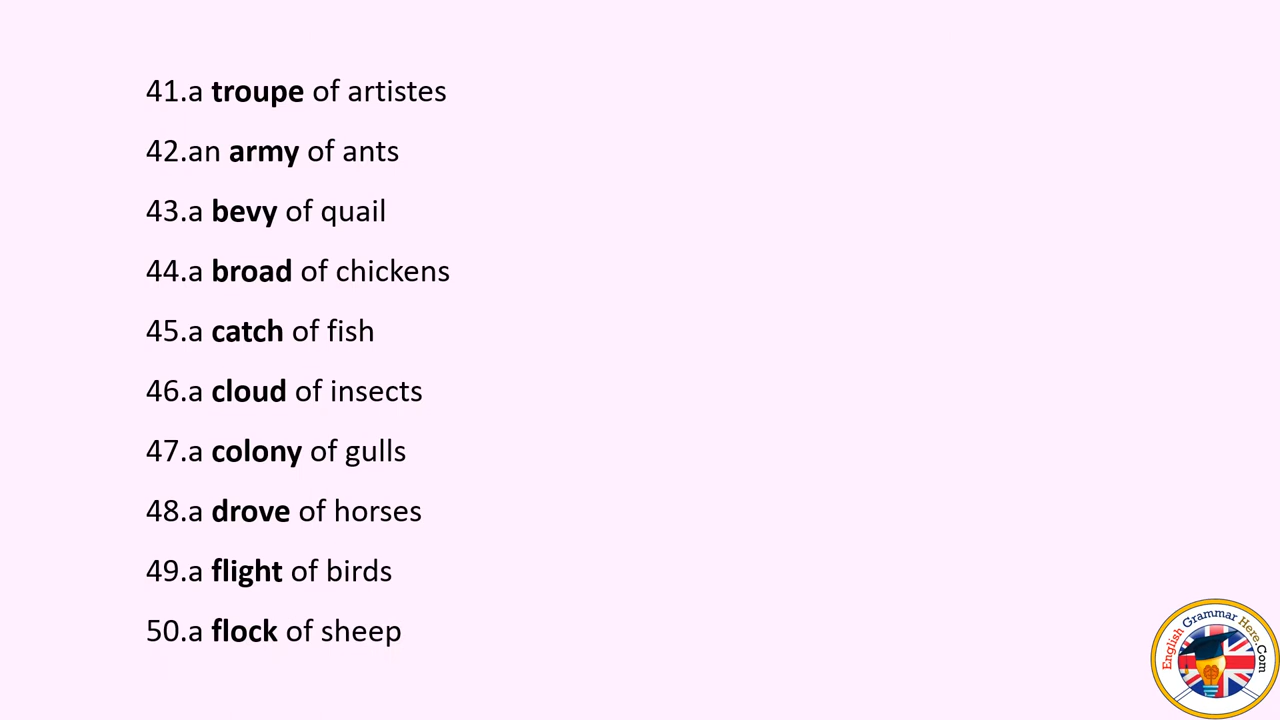 41.a troupe of artistes
42.an army of ants
43.a bevy of quail
44.a broad of chickens
45.a catch of fish
46.a cloud of insects
47.a colony of gulls
48.a drove of horses
49.a flight of birds
50.a flock of sheep
English Grammar Here.Com